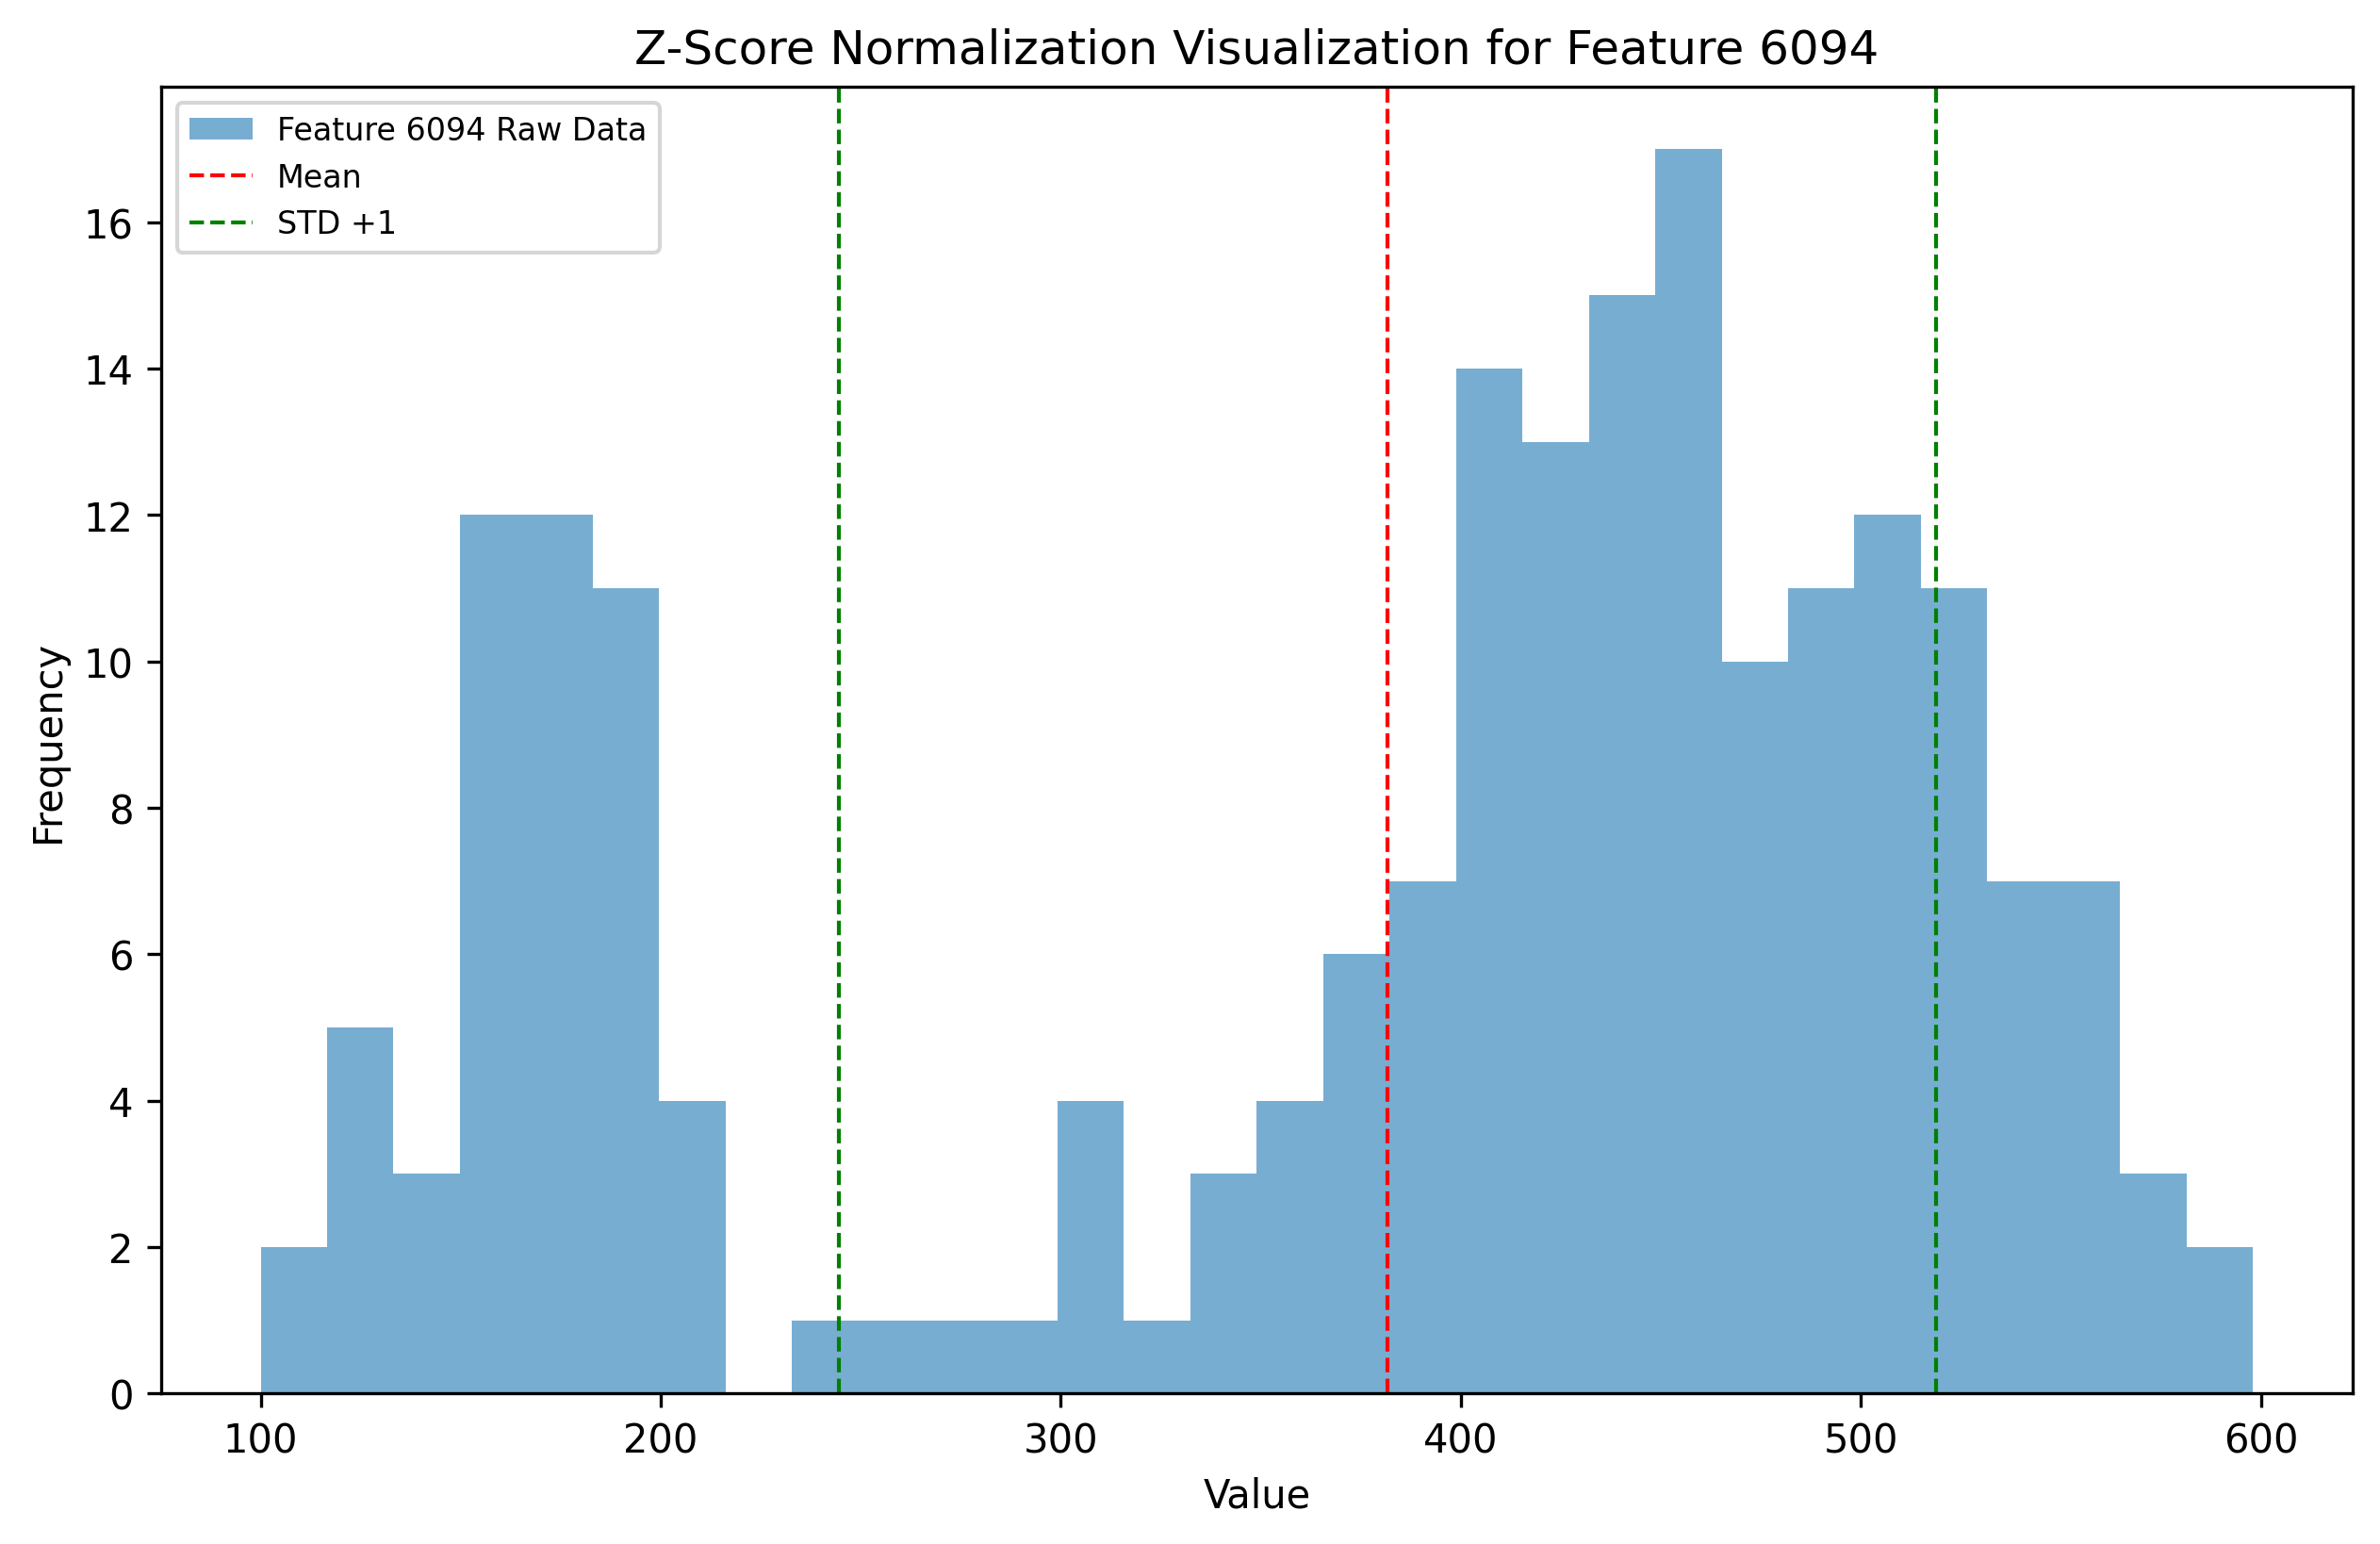 Z-Score Normalization Visualization for Feature 6094
Feature 6094 Raw Data
Mean
STD +1
16
14
12
10
8
6
4
2
0
Frequency
100 200 300 400 500 600
Value